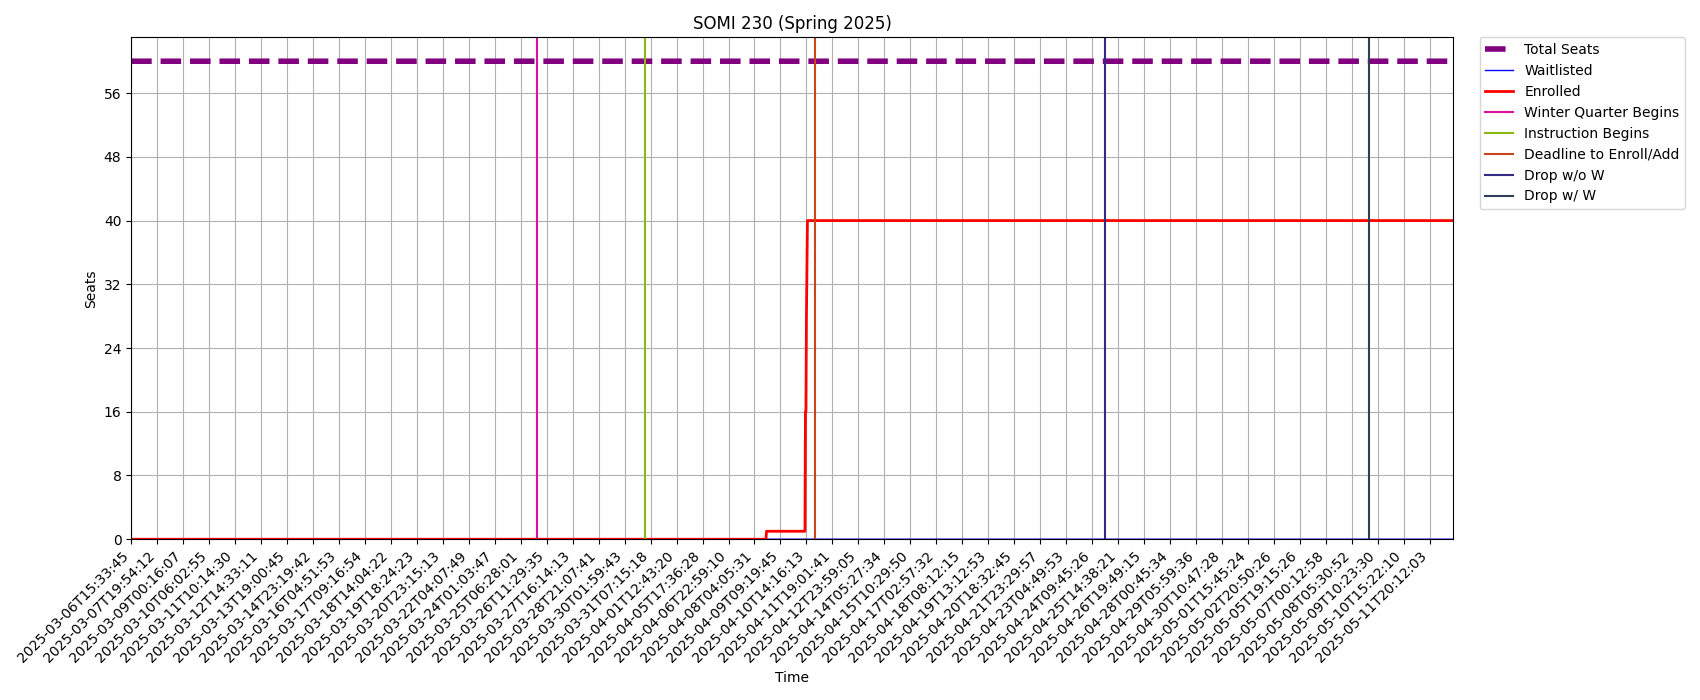 SOMI 230 (Spring 2025)
Total Seats
Waitlisted
Enrolled
Winter Quarter Begins
Instruction Begins
Deadline to Enroll/Add
Drop w/o W
Drop w/ W
Seats
56
48
40
32
24
16
8
0
2025-03-06T15:33:45
2025-03-07T19:54:12
2025-03-09T00:16:07
2025-03-10T06:02:55
2025-03-11T10:14:30
2025-03-12T14:33:11
2025-03-13T19:00:45
2025-03-14T23:19:42
2025-03-16T04:51:53
2025-03-17T09:16:54
2025-03-18T14:04:22
2025-03-19T18:24:23
2025-03-20T23:15:13
2025-03-22T04:07:49
2025-03-24T01:03:47
2025-03-25T06:28:01
2025-03-26T11:29:35
2025-03-27T16:14:13
2025-03-28T21:07:41
2025-03-30T01:59:43
2025-03-31T07:15:18
2025-04-01T12:43:20
2025-04-05T17:36:28
2025-04-06T22:59:10
2025-04-08T04:05:31
2025-04-09T09:19:45
2025-04-10T14:16:13
2025-04-11T19:01:41
2025-04-12T23:59:05
2025-04-14T05:27:34
2025-04-15T10:29:50
2025-04-17T02:57:32
2025-04-18T08:12:15
2025-04-19T13:12:53
2025-04-20T18:32:45
2025-04-21T23:29:57
2025-04-23T04:49:53
2025-04-24T09:45:26
2025-04-25T14:38:21
2025-04-26T19:49:15
2025-04-28T00:45:34
2025-04-29T05:59:36
2025-04-30T10:47:28
2025-05-01T15:45:24
2025-05-02T20:50:26
2025-05-05T19:15:26
2025-05-07T00:12:58
2025-05-08T05:30:52
2025-05-09T10:23:30
2025-05-10T15:22:10
2025-05-11T20:12:03
Time